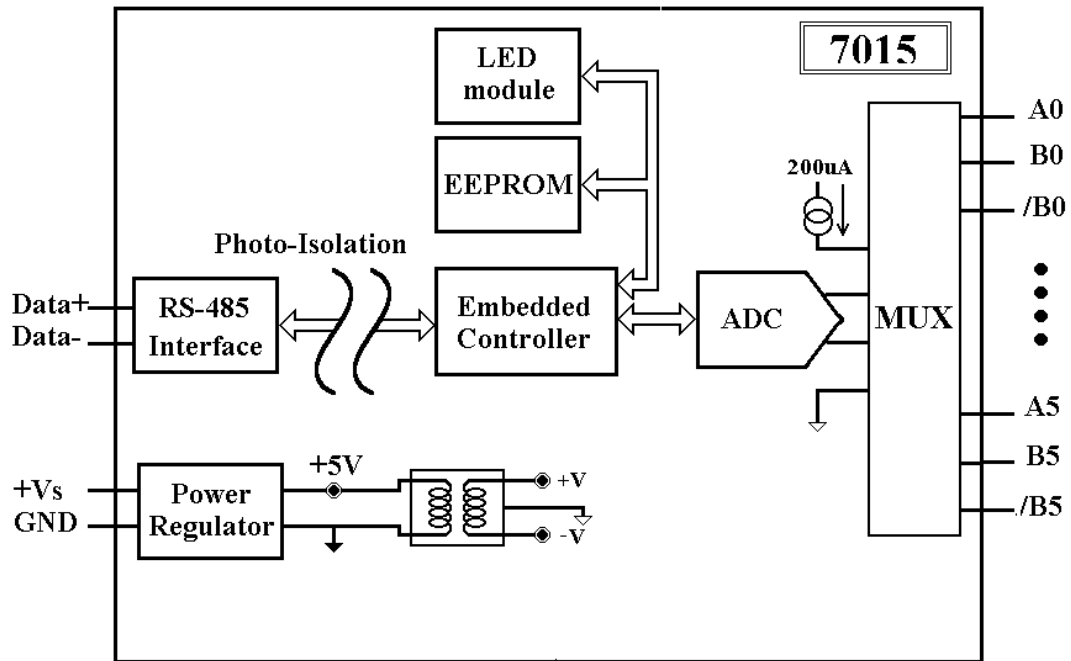 7015
LED
module
A0
B0
/B0
EEPROM
200uA
Photo-Isolation
Data+
Data-
RS-485
Interface
Embedded
Controller
ADC
MUX
A5
B5
/B5
+Vs
GND
Power
Regulator
+5V
+V
-V